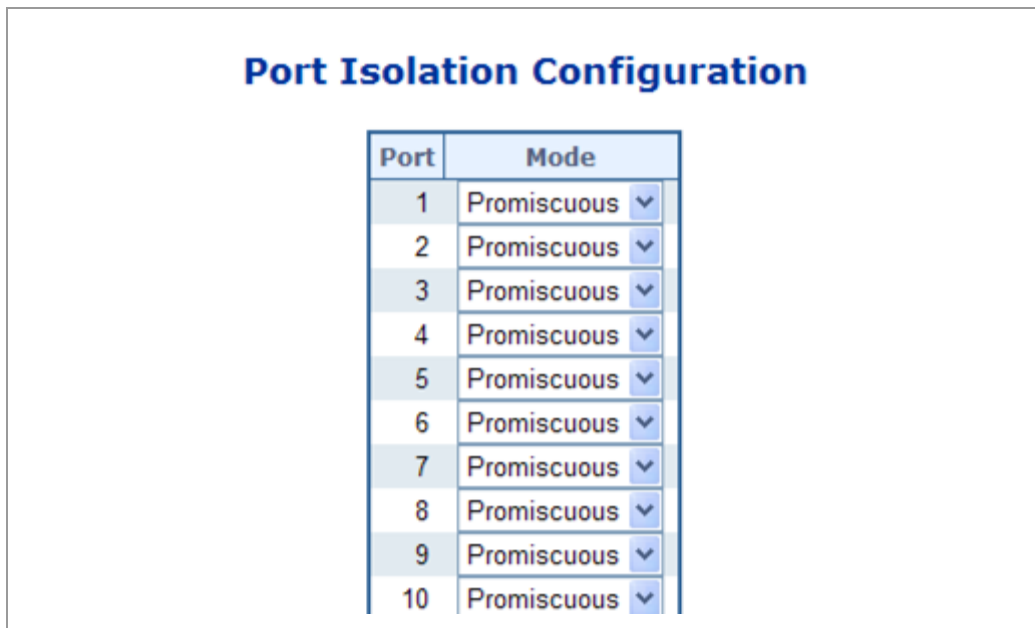 Port Isolation Configuration
Port Mode
1 Promiscuous
2 Promiscuous
3 Promiscuous
4 Promiscuous
5 Promiscuous
6 Promiscuous
7 Promiscuous
8 Promiscuous
9 Promiscuous
10 Promiscuous